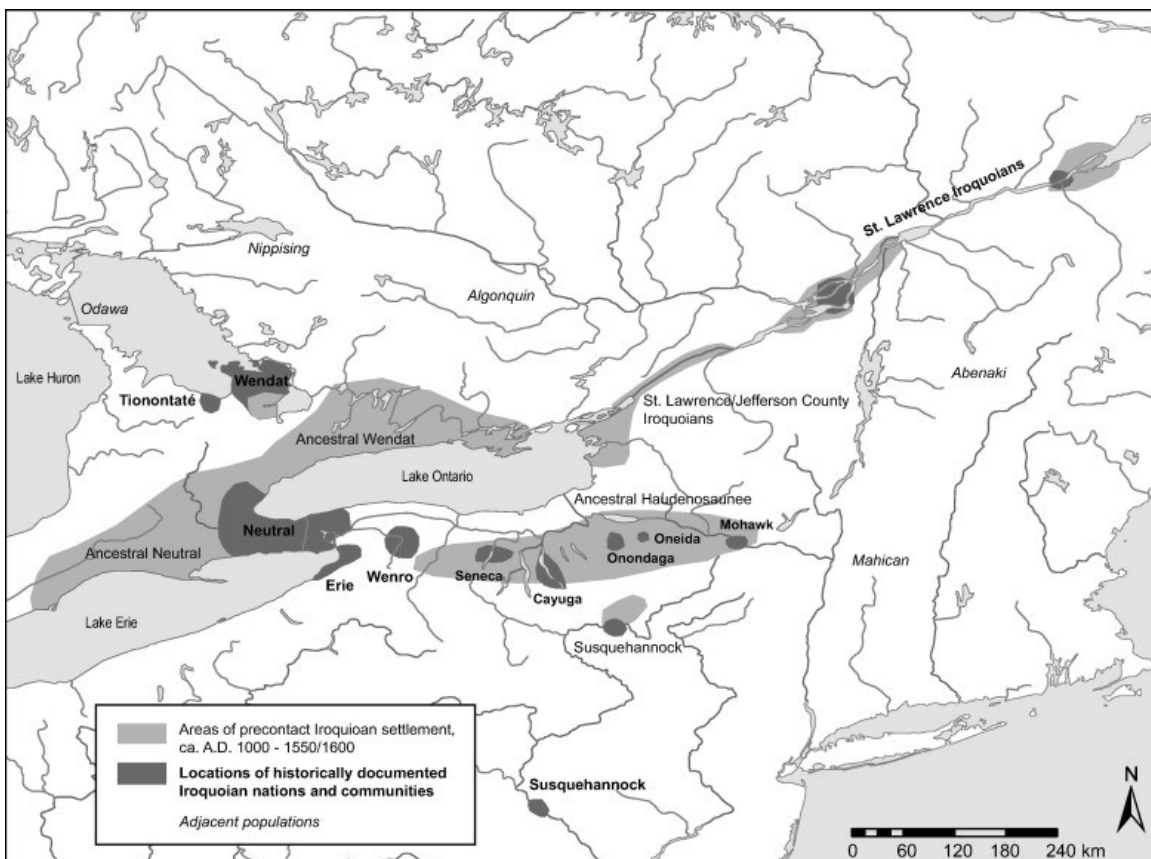 St. Lawrence Iroquoians
Nippising
Algonquin
Odawa
Abenaki
Lake Huron
Wendat
Tionontaté
St. Lawrence/Jefferson County
Iroquoians
Ancestral Wendat
Lake Ontario
Ancestral Haudenosaunee
Neutral
Mohawk
Oneida
Onondaga
Ancestral Neutral
Mahican
Wenro
Seneca
Erie
Cayuga
Lake Erie
Susquehannock
Areas of precontact Iroquoian settlement,
ca. A.D. 1000 - 1550/1600
Locations of historically documented
Iroquoian nations and communities
Adjacent populations
Susquehannock
N
0 60 120 180 240 km